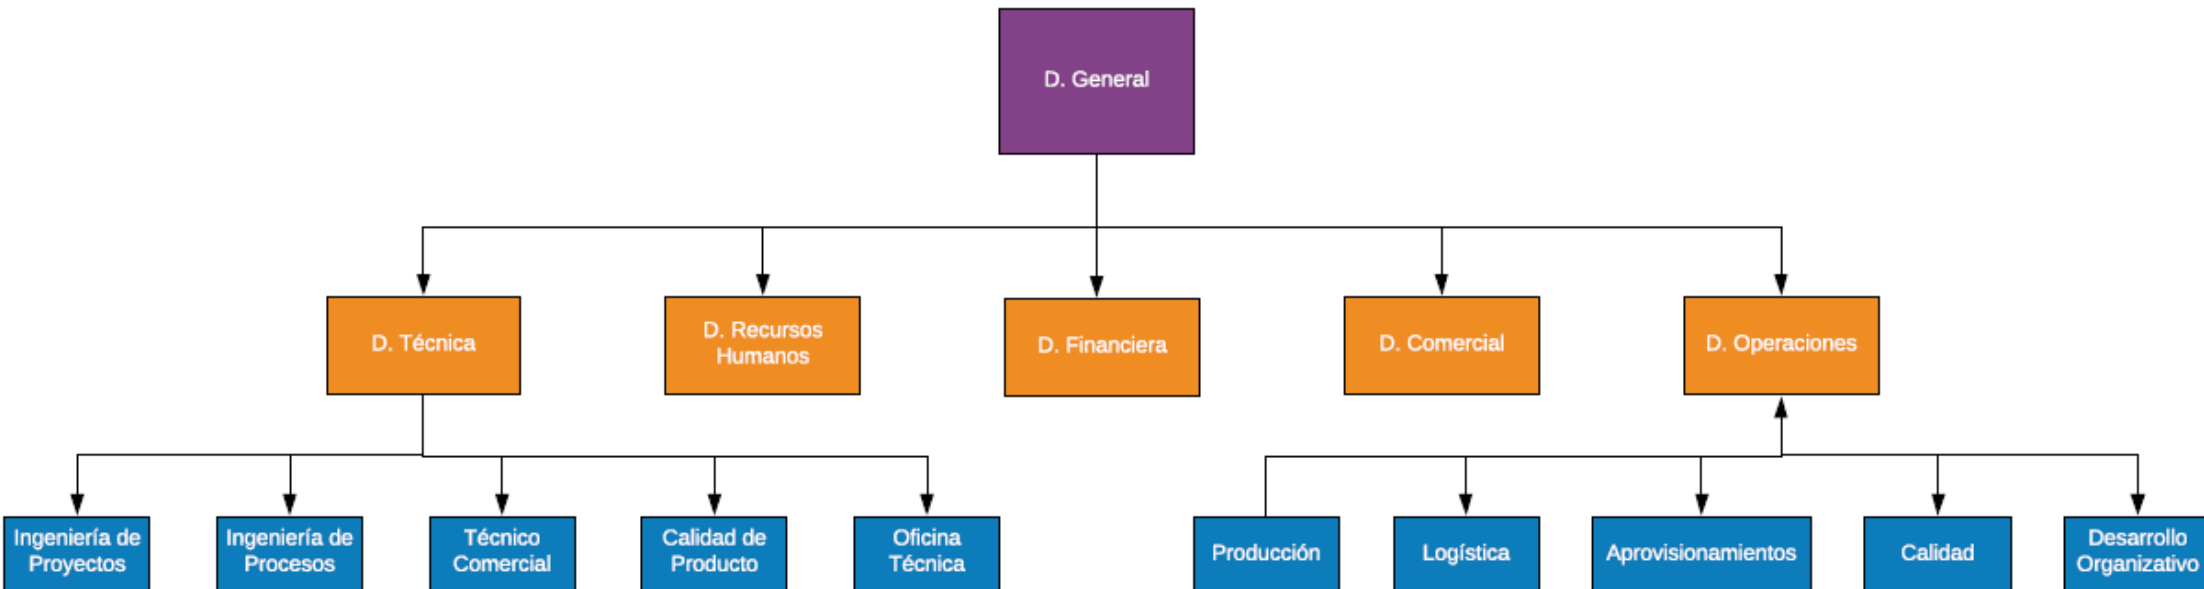 D. General
D. Técnica
D. Recursos
Humanos
D. Financiera
D. Comercial
D. Operaciones
Ingeniería de
Proyectos
Ingeniería de
Procesos
Técnico
Comercial
Calidad de
Producto
Oficina
Técnica
Producción
Logística
Aprovisionamientos
Calidad
Desarrollo
Organizativo